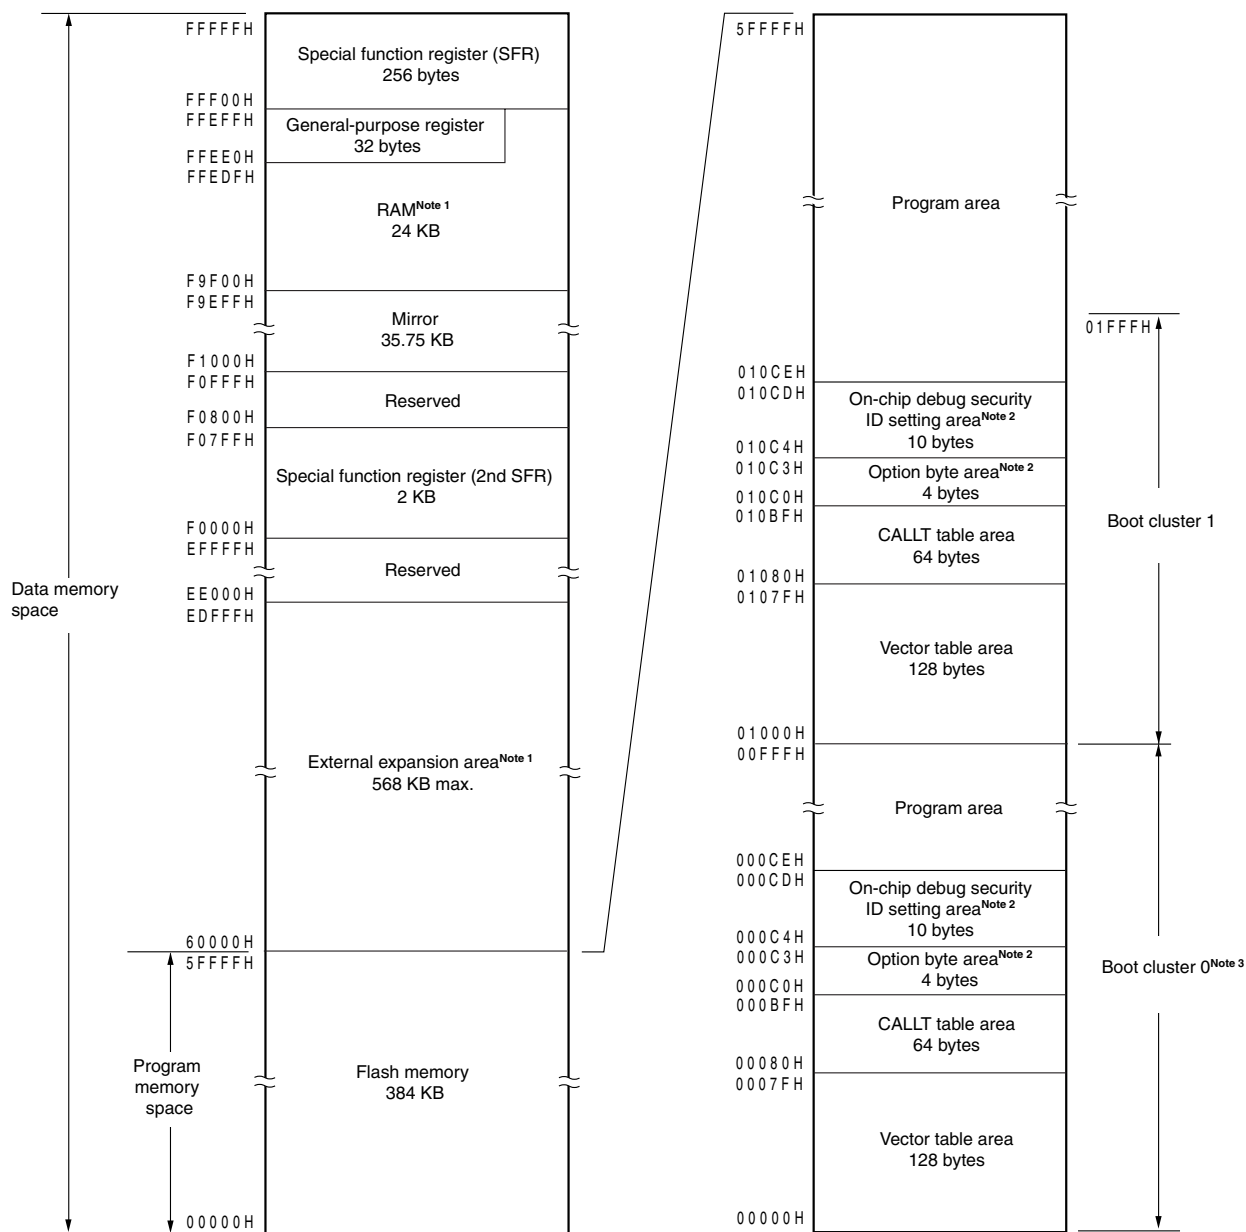 FFFFFH
Special function register (SFR)
256 bytes
FFF00H
FFEFFH
General-purpose register
32 bytes
FFEE0H
FFEDFH
RAMNote 1
24 KB
F9F00H
F9EFFH
Mirror
35.75 KB
F1000H
F0FFFH
Reserved
F0800H
F07FFH
Special function register (2nd SFR)
2 KB
F0000H
EFFFFH
Reserved
EE000H
EDFFFH
Data memory
space
External expansion areaNote 1
568 KB max.
60000H
5FFFFH
Program
memory
space
Flash memory
384 KB
00000H
5FFFFH
Program area
01FFFH
010CEH
010CDH
On-chip debug security
ID setting areaNote 2
10 bytes
010C4H
010C3H
Option byte areaNote 2
4 bytes
010C0H
010BFH
Boot cluster 1
CALLT table area
64 bytes
01080H
0107FH
Vector table area
128 bytes
01000H
00FFFH
Program area
000CEH
000CDH
On-chip debug security
ID setting areaNote 2
10 bytes
000C4H
000C3H
Option byte areaNote 2
4 bytes
Boot cluster 0Note 3
000C0H
000BFH
CALLT table area
64 bytes
00080H
0007FH
Vector table area
128 bytes
00000H